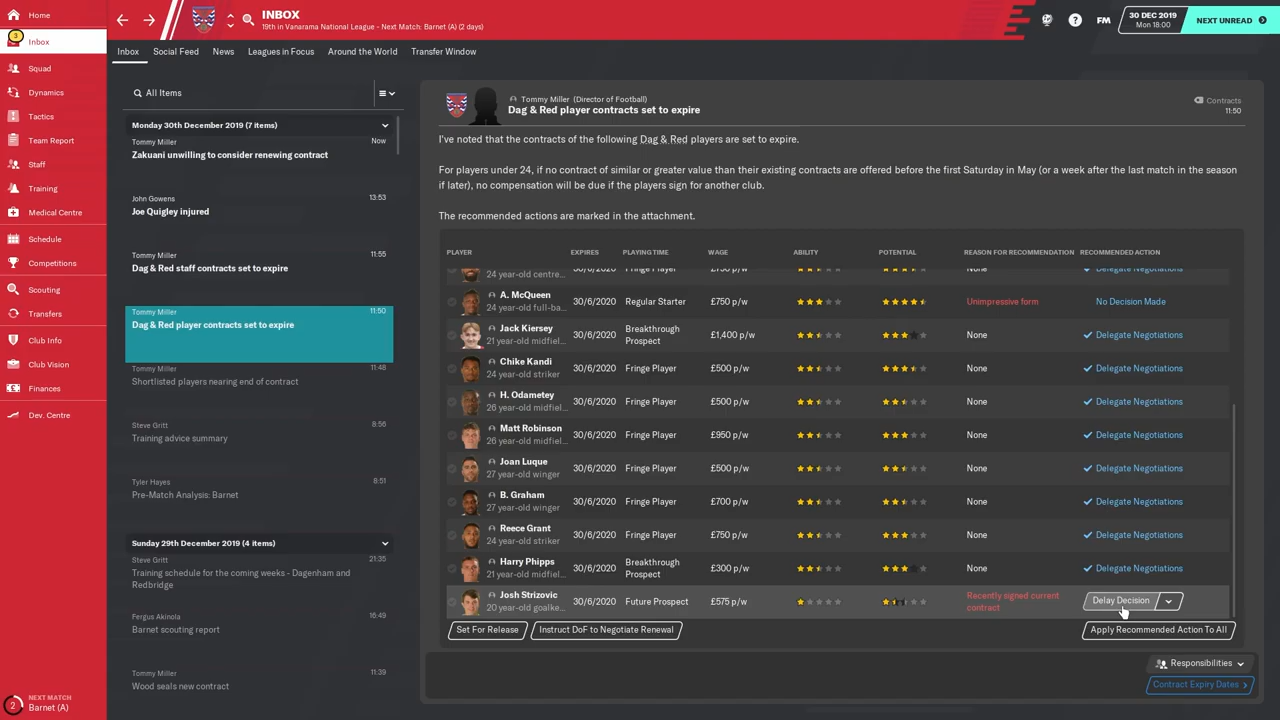 Home
INBOX
19th in Vanarama National League - Next Match: Barnet (A) (2 days)
FM
30 DEC 2019
Mon 18:00
NEXT UNREAD
3
Inbox
Squad
Dynamics
Tactics
Team Report
Staff
Training
Medical Centre
Schedule
Competitions
Scouting
Transfers
Club Info
Club Vision
Finances
Dev. Centre
2
NEXT MATCH
Barnet (A)
Inbox Social Feed News Leagues in Focus Around the World Transfer Window
All Items
Monday 30th December 2019 (7 items)
Tommy Miller Now
Zakuani unwilling to consider renewing contract
John Gowens 13:53
Joe Quigley injured
Tommy Miller 11:55
Dag & Red staff contracts set to expire
Tommy Miller 11:50
Dag & Red player contracts set to expire
Tommy Miller 11:48
Shortlisted players nearing end of contract
Steve Gritt 8:56
Training advice summary
Tyler Hayes 8:51
Pre-Match Analysis: Barnet
Sunday 29th December 2019 (4 items)
Steve Gritt 21:35
Training schedule for the coming weeks - Dagenham and
Redbridge
Fergus Akinola 16:49
Barnet scouting report
Tommy Miller 11:39
Wood seals new contract
Tommy Miller (Director of Football)
Dag & Red player contracts set to expire
Contracts
11:50
I've noted that the contracts of the following Dag & Red players are set to expire.
For players under 24, if no contract of similar or greater value than their existing contracts are offered before the first Saturday in May (or a week after the last match in the season
if later), no compensation will be due if the players sign for another club.
The recommended actions are marked in the attachment.
PLAYER EXPIRES PLAYING TIME WAGE ABILITY POTENTIAL REASON FOR RECOMMENDATION RECOMMENDED ACTION
24 year-old centre... 30/6/2020 Fringe Player £750 p/w None Delegate Negotiations
A. McQueen
24 year-old full-ba... 30/6/2020 Regular Starter £750 p/w Unimpressive form No Decision Made
Jack Kiersey
21 year-old midfiel... 30/6/2020 Breakthrough Prospect £1,400 p/w None Delegate Negotiations
Chike Kandi
24 year-old striker 30/6/2020 Fringe Player £500 p/w None Delegate Negotiations
H. Odametey
26 year-old midfiel... 30/6/2020 Fringe Player £500 p/w None Delegate Negotiations
Matt Robinson
26 year-old midfiel... 30/6/2020 Fringe Player £950 p/w None Delegate Negotiations
Joan Luque
27 year-old winger 30/6/2020 Fringe Player £500 p/w None Delegate Negotiations
B. Graham
27 year-old winger 30/6/2020 Fringe Player £700 p/w None Delegate Negotiations
Reece Grant
24 year-old striker 30/6/2020 Fringe Player £750 p/w None Delegate Negotiations
Harry Phipps
21 year-old midfiel... 30/6/2020 Breakthrough Prospect £300 p/w None Delegate Negotiations
Josh Strizovic
20 year-old goalke... 30/6/2020 Future Prospect £575 p/w Recently signed current contract Delay Decision
Set For Release Instruct DoF to Negotiate Renewal Apply Recommended Action To All
Responsibilities
Contract Expiry Dates